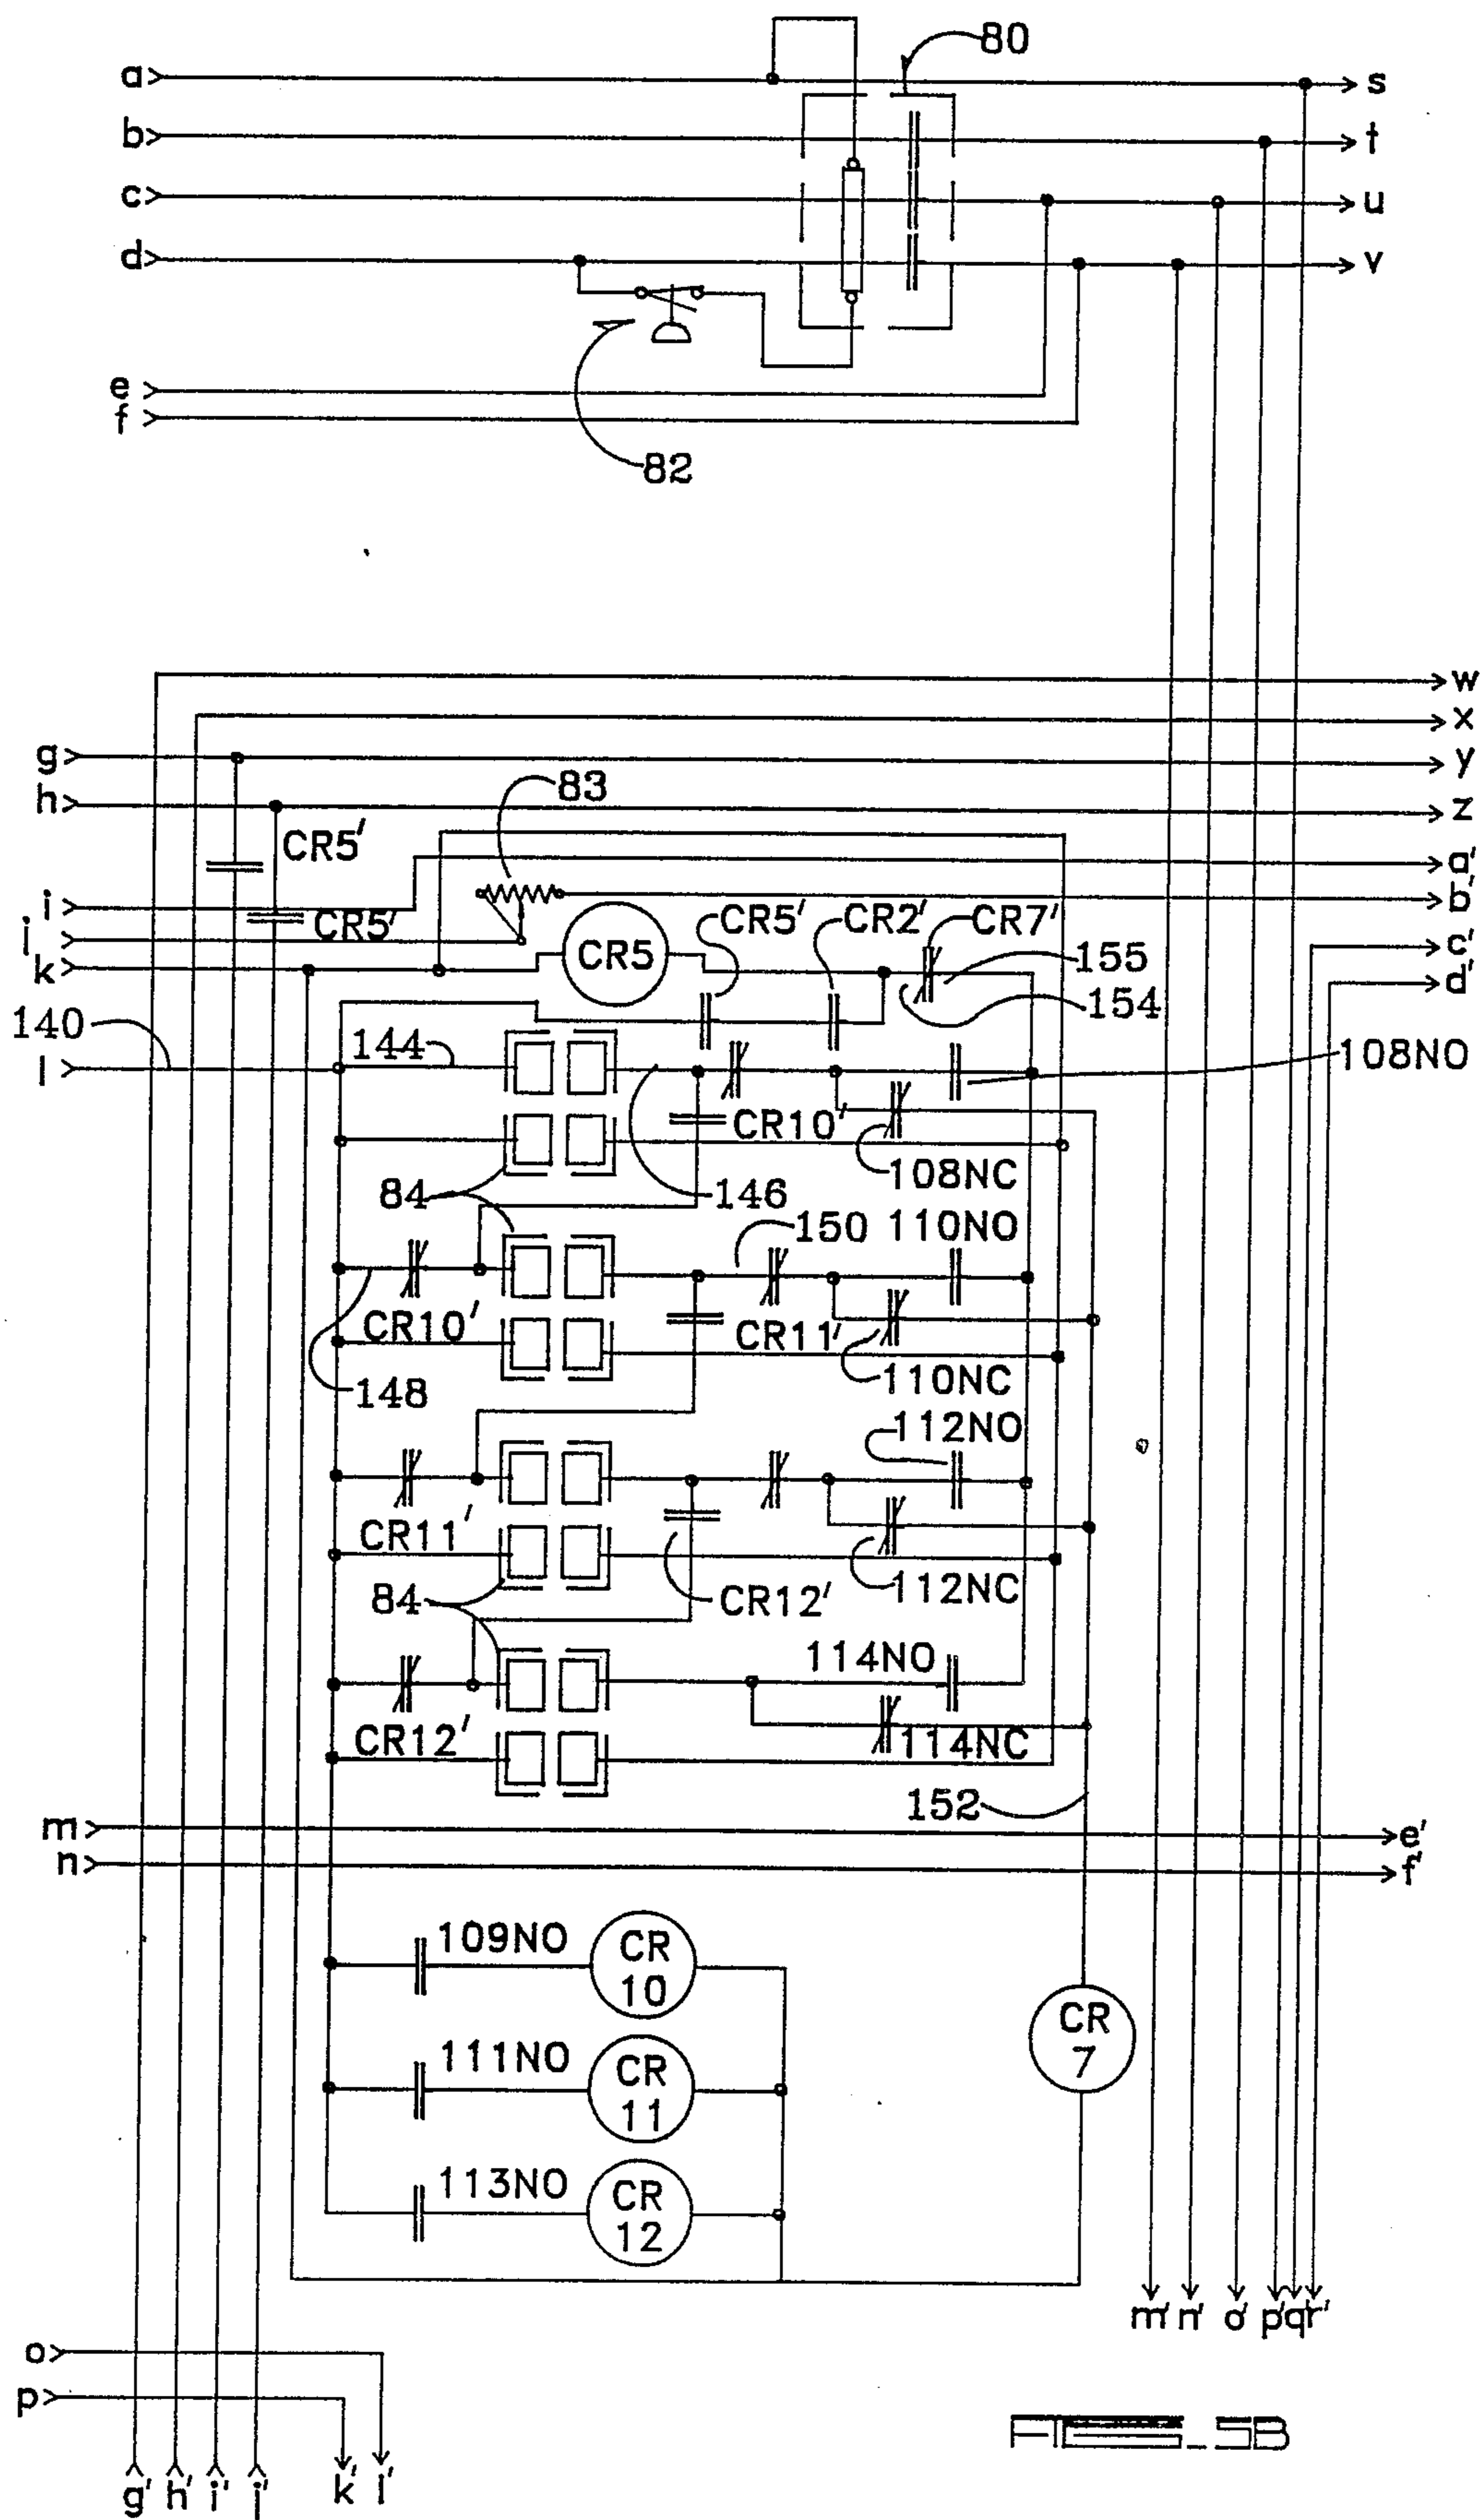 80
a s
b t
c u
d v
e
f
82
w
x
g y
h z
83
CR5'
a'
i b'
CR5' CR5' CR2' CR7'
j c'
k CR5 155
d'
154
140
144
l 108NO
CR10'
108NC
84 146
150 110NO
CR10' CR11'
110NC
148
112NO
CR11'
112NC
84 CR12'
114NO
CR12' 114NC
152
m e'
n f'
109NO CR
10
CR
7
111NO CR
11
113NO CR
12
m' n' o' p' q' r'
o
p
FIG_5B
g' h' i' j' k' l'